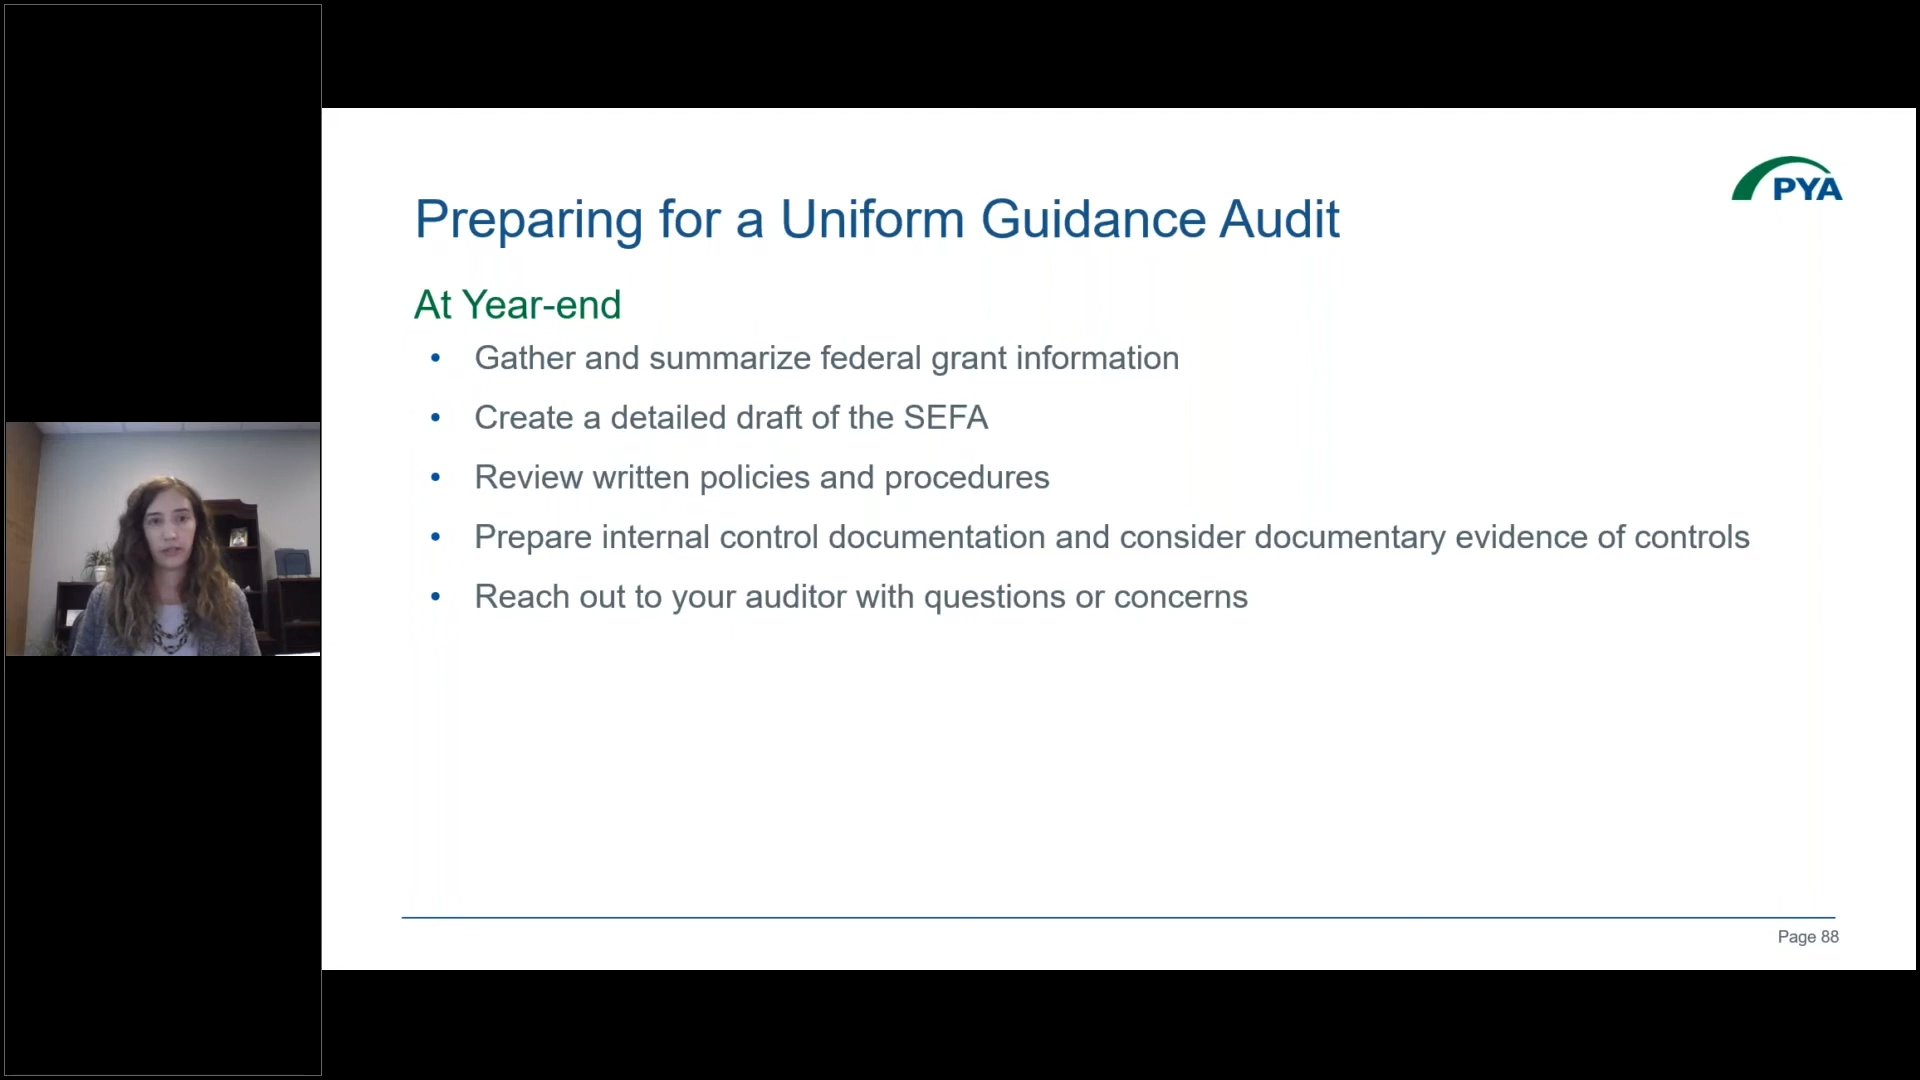 PYA
Preparing for a Uniform Guidance Audit
At Year-end
• Gather and summarize federal grant information
• Create a detailed draft of the SEFA
• Review written policies and procedures
• Prepare internal control documentation and consider documentary evidence of controls
• Reach out to your auditor with questions or concerns
Page 88